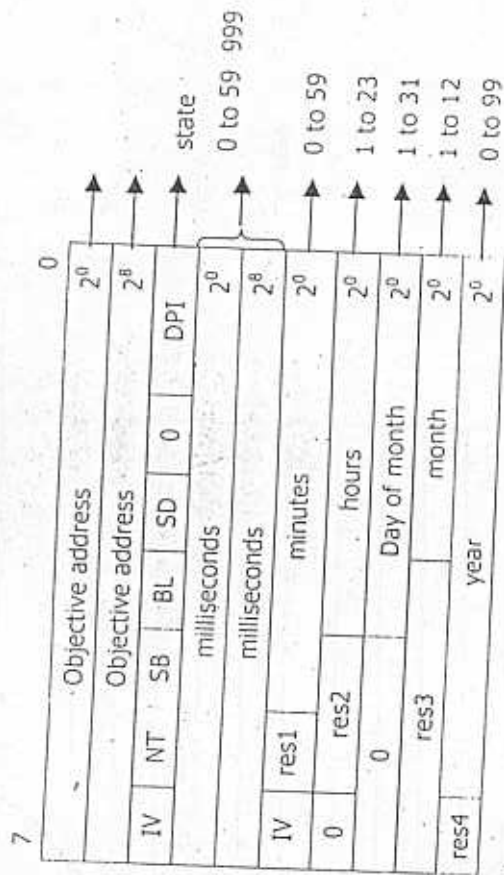 7 0
Objective address 2⁰
Objective address 2⁸
IV NT SB BL SD 0 DPI state
milliseconds 2⁰
milliseconds 2⁸ 0 to 59 999
IV res1 minutes 2⁰ 0 to 59
0 res2 hours 2⁰ 1 to 23
0 Day of month 2⁰ 1 to 31
res3 month 2⁰ 1 to 12
res4 year 2⁰ 0 to 99